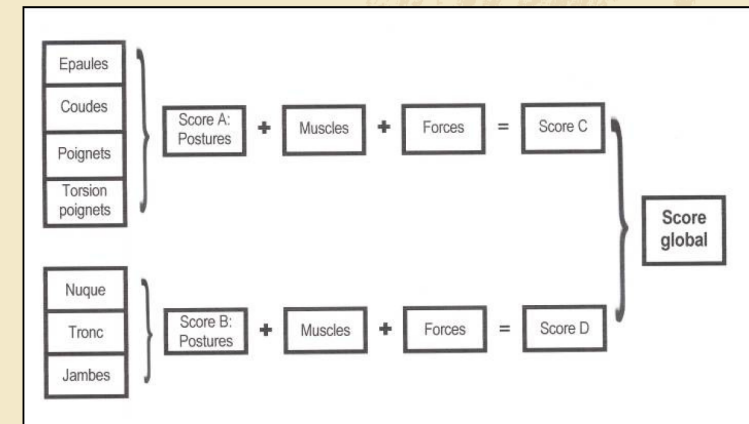 Epaules
Coudes
Poignets
Torsion
poignets
Score A:
Postures
+
Muscles
+
Forces
=
Score C
Score
global
Nuque
Tronc
Jambes
Score B:
Postures
+
Muscles
+
Forces
=
Score D